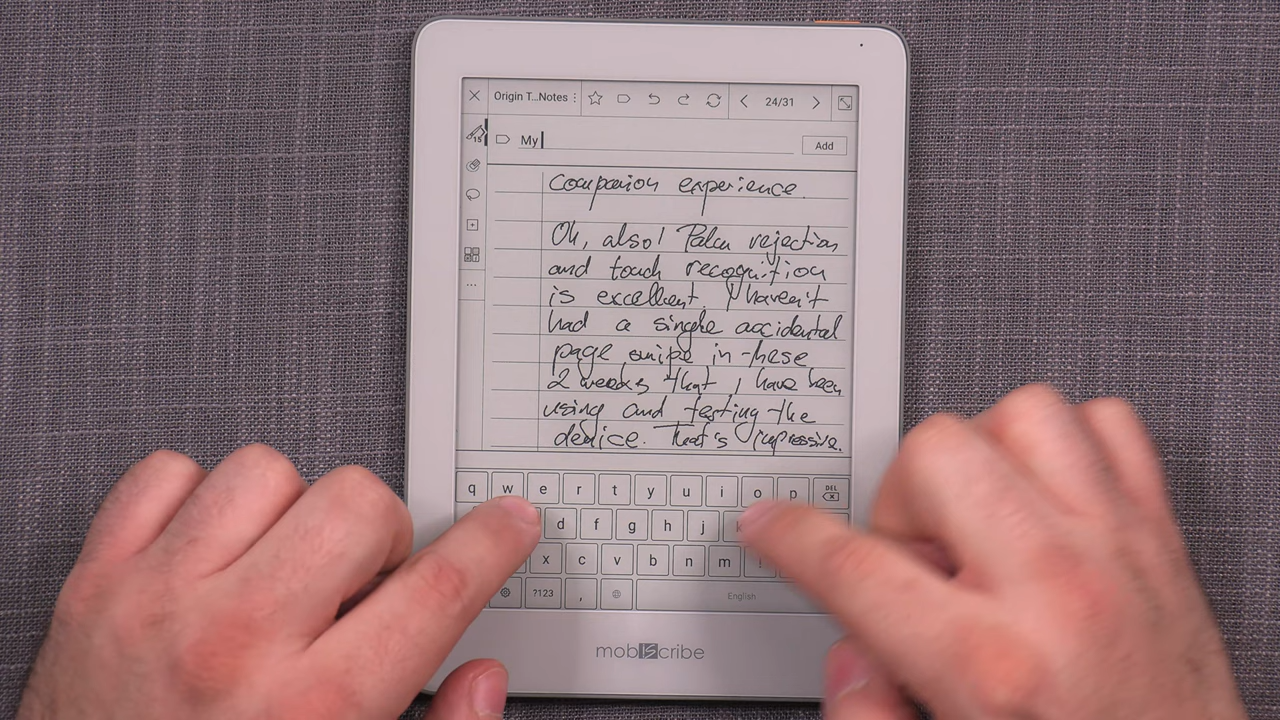 Origin T...Notes 24/31
15 My Add
Companion experience.
Oh, also! Palm rejection
and touch recognition
is excellent. I haven't
had a single accidental
page swipe in these
2 weeks that I have been
using and testing the
device. That's impressive.
q w e r t y u i o p DEL
d f g h j k
x c v b n m !
?123 , English
mobIScribe